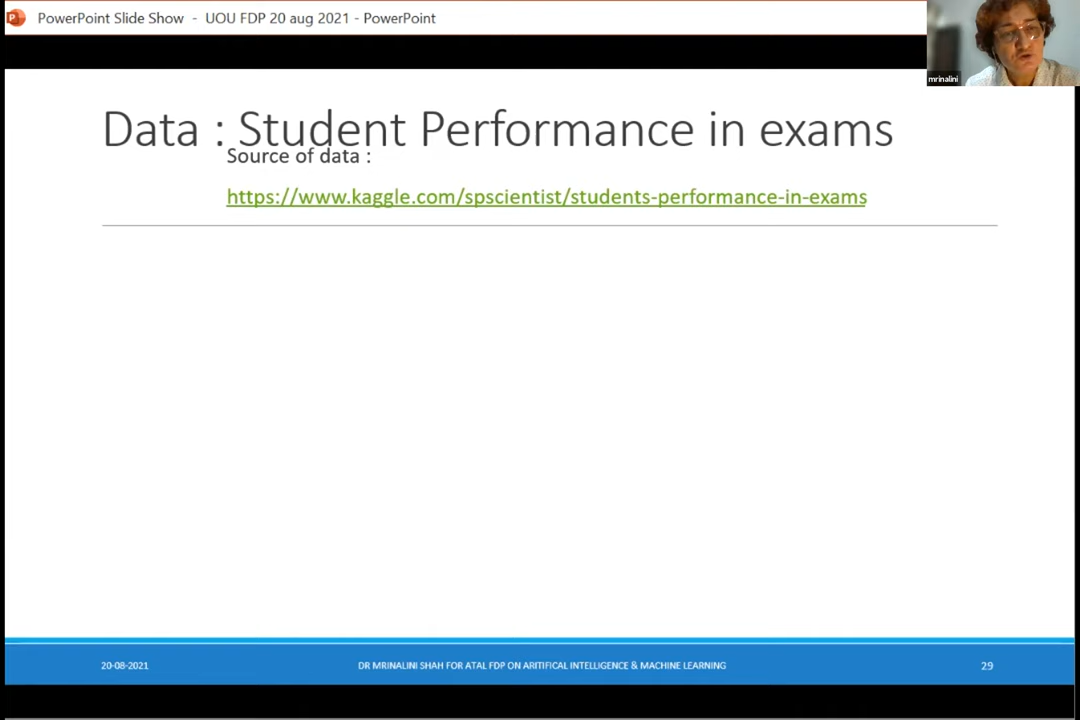 PowerPoint Slide Show - UOU FDP 20 aug 2021 - PowerPoint
mrinalini
Data : Student Performance in exams
Source of data :
https://www.kaggle.com/spscientist/students-performance-in-exams
20-08-2021 DR MRINALINI SHAH FOR ATAL FDP ON ARITIFICAL INTELLIGENCE & MACHINE LEARNING 29